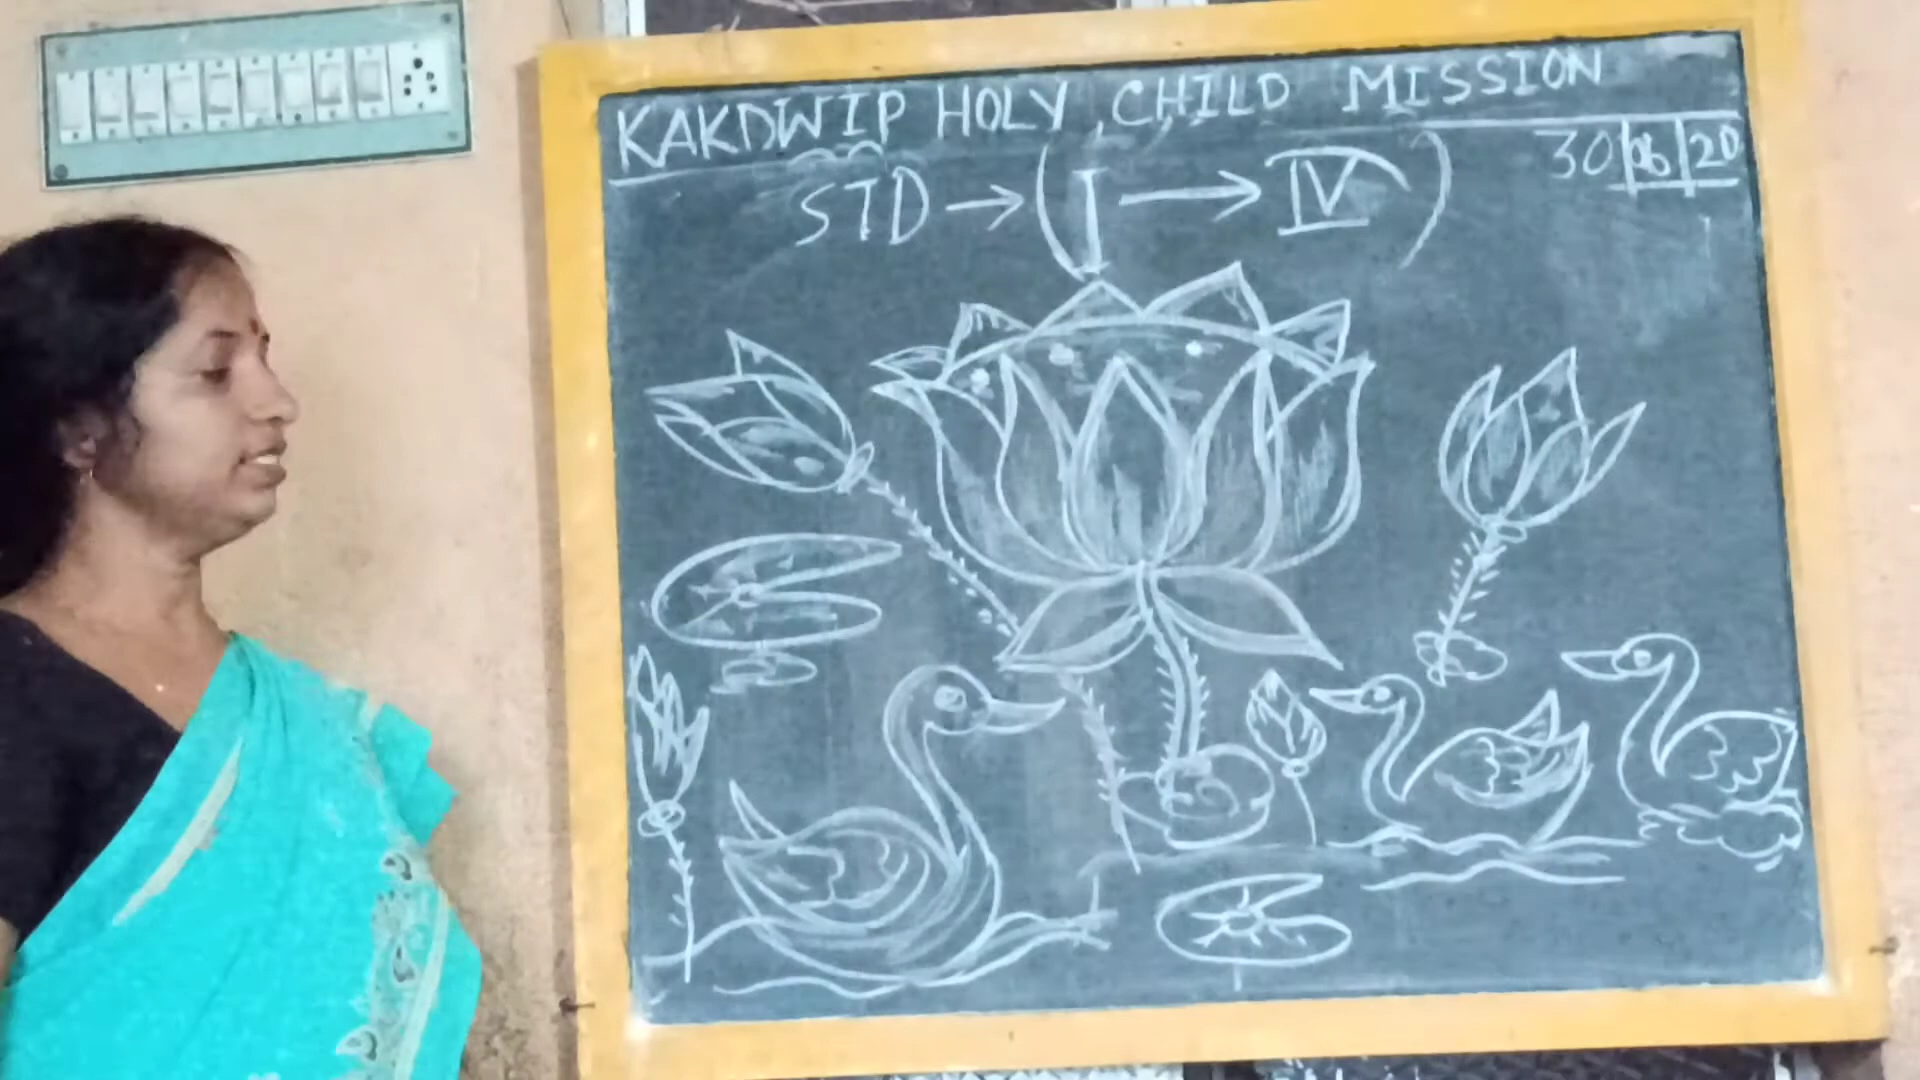 KAKDWIP HOLY CHILD MISSION
30|06|20
STD → (I → IV)